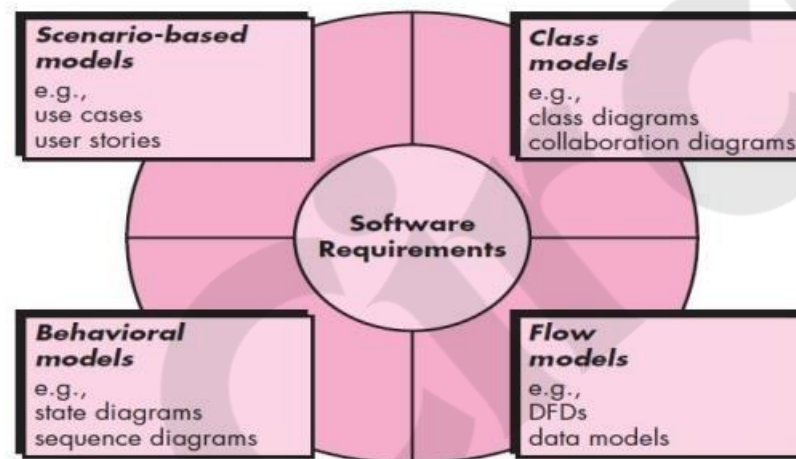 Scenario-based
models
e.g.,
use cases
user stories
Class
models
e.g.,
class diagrams
collaboration diagrams
Software
Requirements
Behavioral
models
e.g.,
state diagrams
sequence diagrams
Flow
models
e.g.,
DFDs
data models